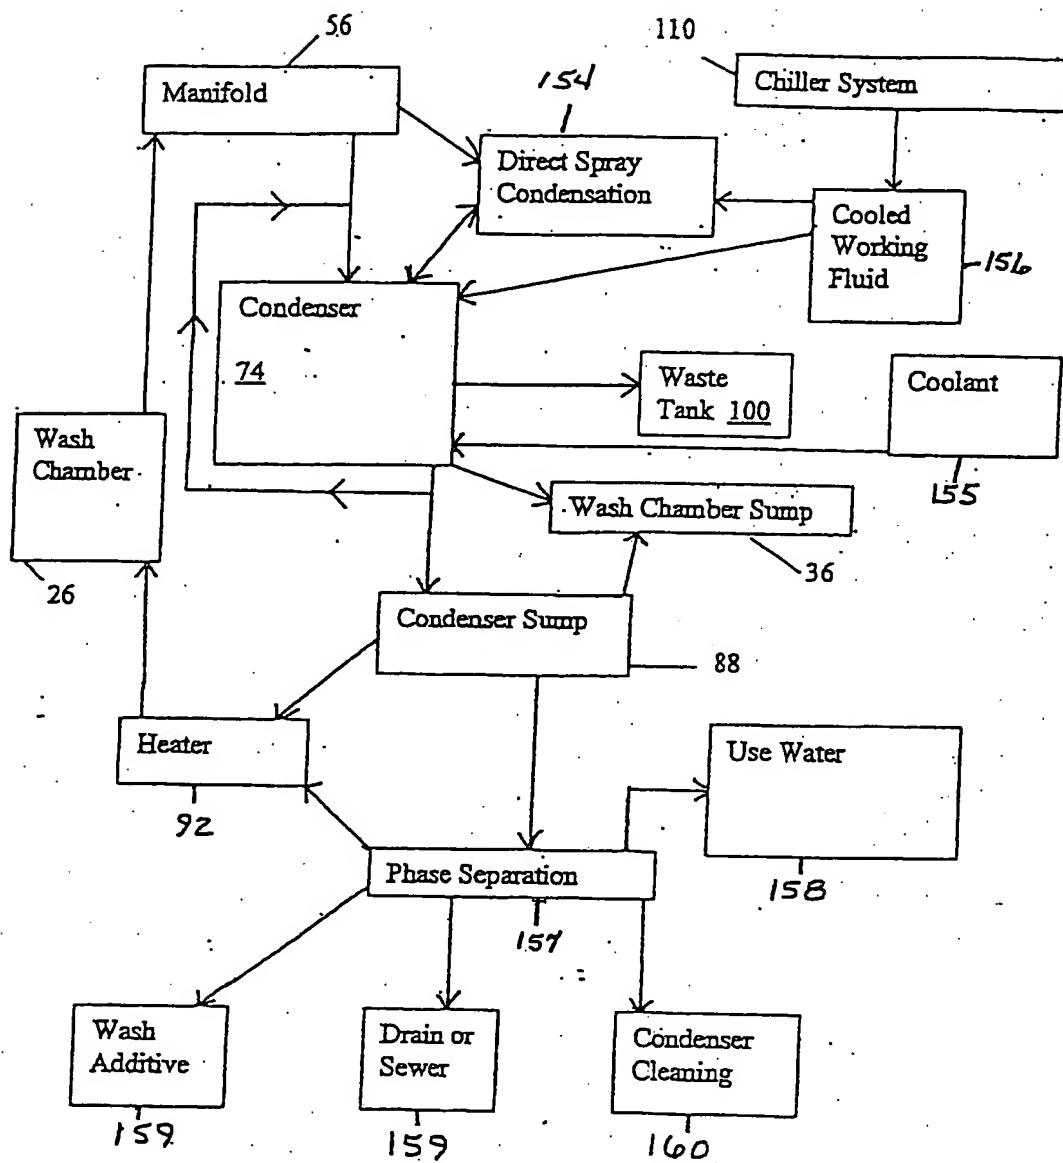 56
110
Manifold
154
Chiller System
Direct Spray
Condensation
Cooled
Working
Fluid
156
Condenser
74
Waste
Tank 100
Coolant
Wash
Chamber
155
Wash Chamber Sump
26
36
Condenser Sump
88
Heater
Use Water
92
Phase Separation
158
157
Wash
Additive
Drain or
Sewer
Condenser
Cleaning
159
159
160